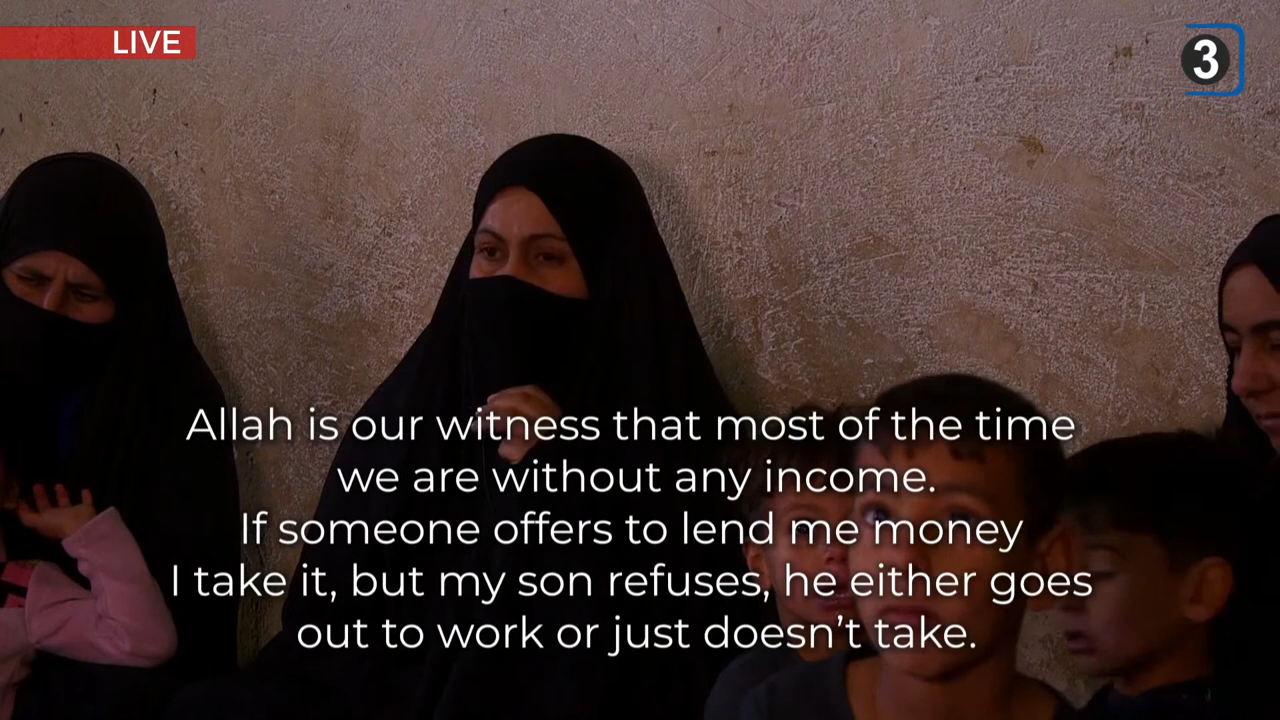 LIVE
3
Allah is our witness that most of the time
we are without any income.
If someone offers to lend me money
I take it, but my son refuses, he either goes
out to work or just doesn’t take.